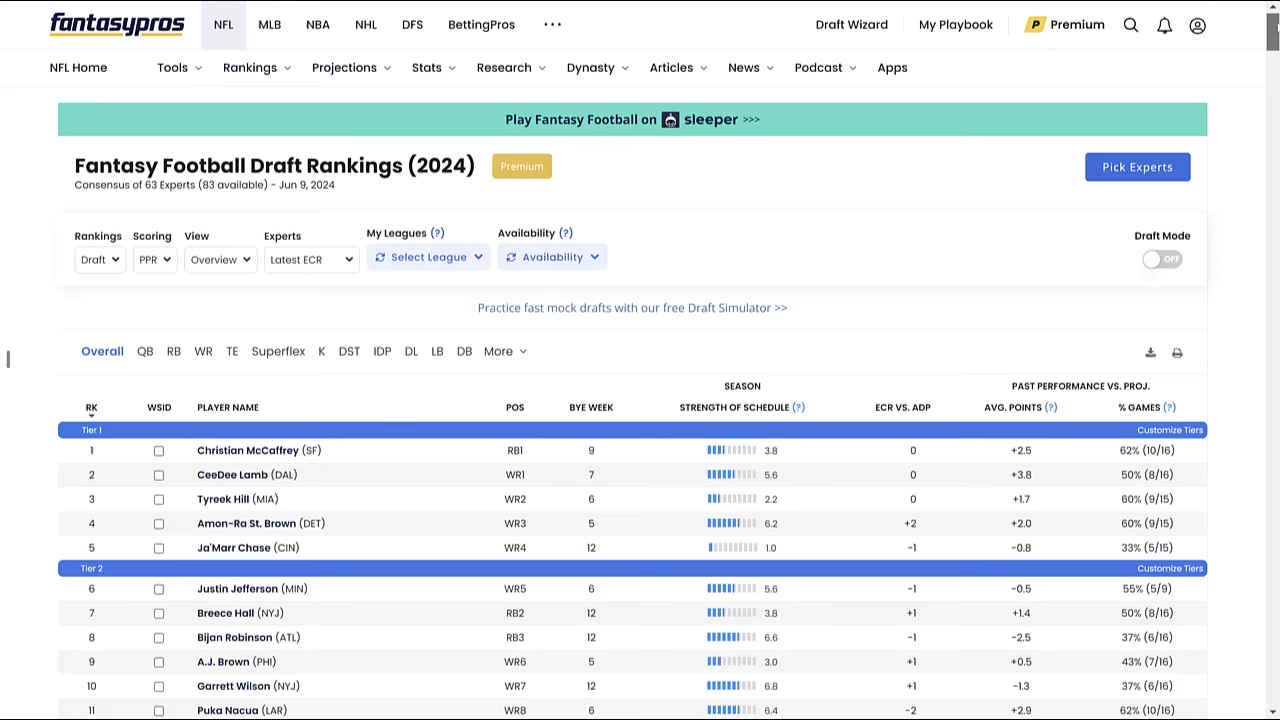 fantasypros NFL MLB NBA NHL DFS BettingPros ••• Draft Wizard My Playbook P Premium
NFL Home Tools Rankings Projections Stats Research Dynasty Articles News Podcast Apps
Play Fantasy Football on sleeper >>>
Fantasy Football Draft Rankings (2024) Premium
Pick Experts
Consensus of 63 Experts (83 available) - Jun 9, 2024
Rankings Scoring View Experts My Leagues (?) Availability (?) Draft Mode
Draft PPR Overview Latest ECR Select League Availability OFF
Practice fast mock drafts with our free Draft Simulator >>
Overall QB RB WR TE Superflex K DST IDP DL LB DB More
SEASON PAST PERFORMANCE VS. PROJ.
RK WSID PLAYER NAME POS BYE WEEK STRENGTH OF SCHEDULE (?) ECR VS. ADP AVG. POINTS (?) % GAMES (?)
Tier 1 Customize Tiers
1 Christian McCaffrey (SF) RB1 9 3.8 0 +2.5 62% (10/16)
2 CeeDee Lamb (DAL) WR1 7 5.6 0 +3.8 50% (8/16)
3 Tyreek Hill (MIA) WR2 6 2.2 0 +1.7 60% (9/15)
4 Amon-Ra St. Brown (DET) WR3 5 6.2 +2 +2.0 60% (9/15)
5 Ja'Marr Chase (CIN) WR4 12 1.0 -1 -0.8 33% (5/15)
Tier 2 Customize Tiers
6 Justin Jefferson (MIN) WR5 6 5.6 -1 -0.5 55% (5/9)
7 Breece Hall (NYJ) RB2 12 3.8 +1 +1.4 50% (8/16)
8 Bijan Robinson (ATL) RB3 12 6.6 -1 -2.5 37% (6/16)
9 A.J. Brown (PHI) WR6 5 3.0 +1 +0.5 43% (7/16)
10 Garrett Wilson (NYJ) WR7 12 6.8 +1 -1.3 37% (6/16)
11 Puka Nacua (LAR) WR8 6 6.4 -2 +2.9 62% (10/16)